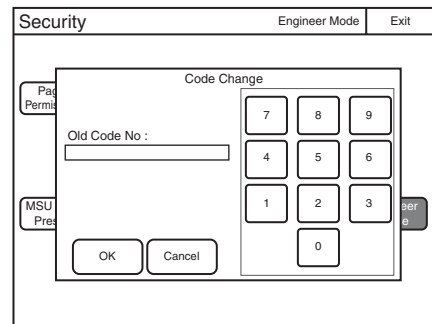 Security Engineer Mode Exit
Code Change
Old Code No :
7 8 9
4 5 6
1 2 3
0
OK Cancel
MSU